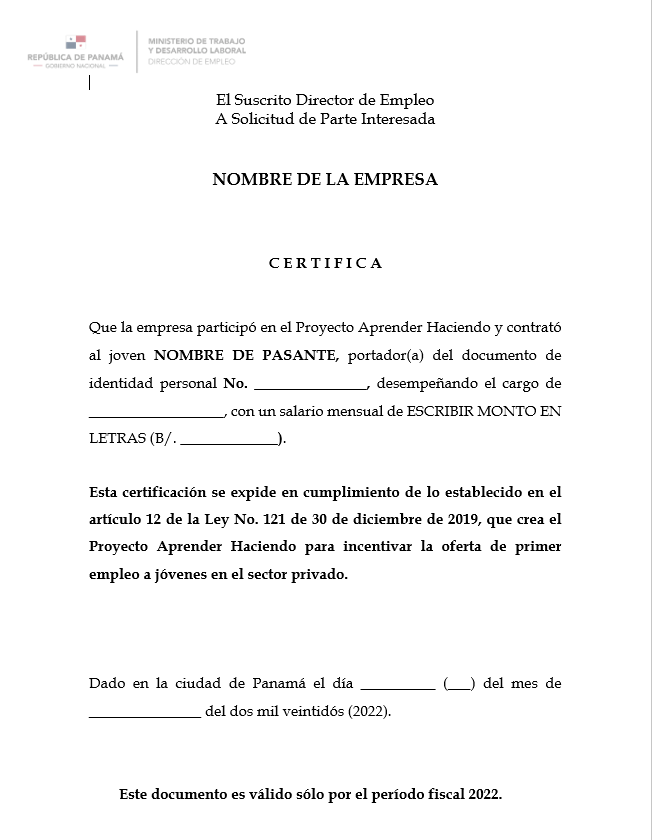 REPÚBLICA DE PANAMÁ
GOBIERNO NACIONAL
MINISTERIO DE TRABAJO
Y DESARROLLO LABORAL
DIRECCIÓN DE EMPLEO
El Suscrito Director de Empleo
A Solicitud de Parte Interesada
NOMBRE DE LA EMPRESA
C E R T I F I C A
Que la empresa participó en el Proyecto Aprender Haciendo y contrató
al joven NOMBRE DE PASANTE, portador(a) del documento de
identidad personal No. _______________, desempeñando el cargo de
__________________, con un salario mensual de ESCRIBIR MONTO EN
LETRAS (B/. _____________).
Esta certificación se expide en cumplimiento de lo establecido en el
artículo 12 de la Ley No. 121 de 30 de diciembre de 2019, que crea el
Proyecto Aprender Haciendo para incentivar la oferta de primer
empleo a jóvenes en el sector privado.
Dado en la ciudad de Panamá el día __________ (___) del mes de
_______________ del dos mil veintidós (2022).
Este documento es válido sólo por el período fiscal 2022.